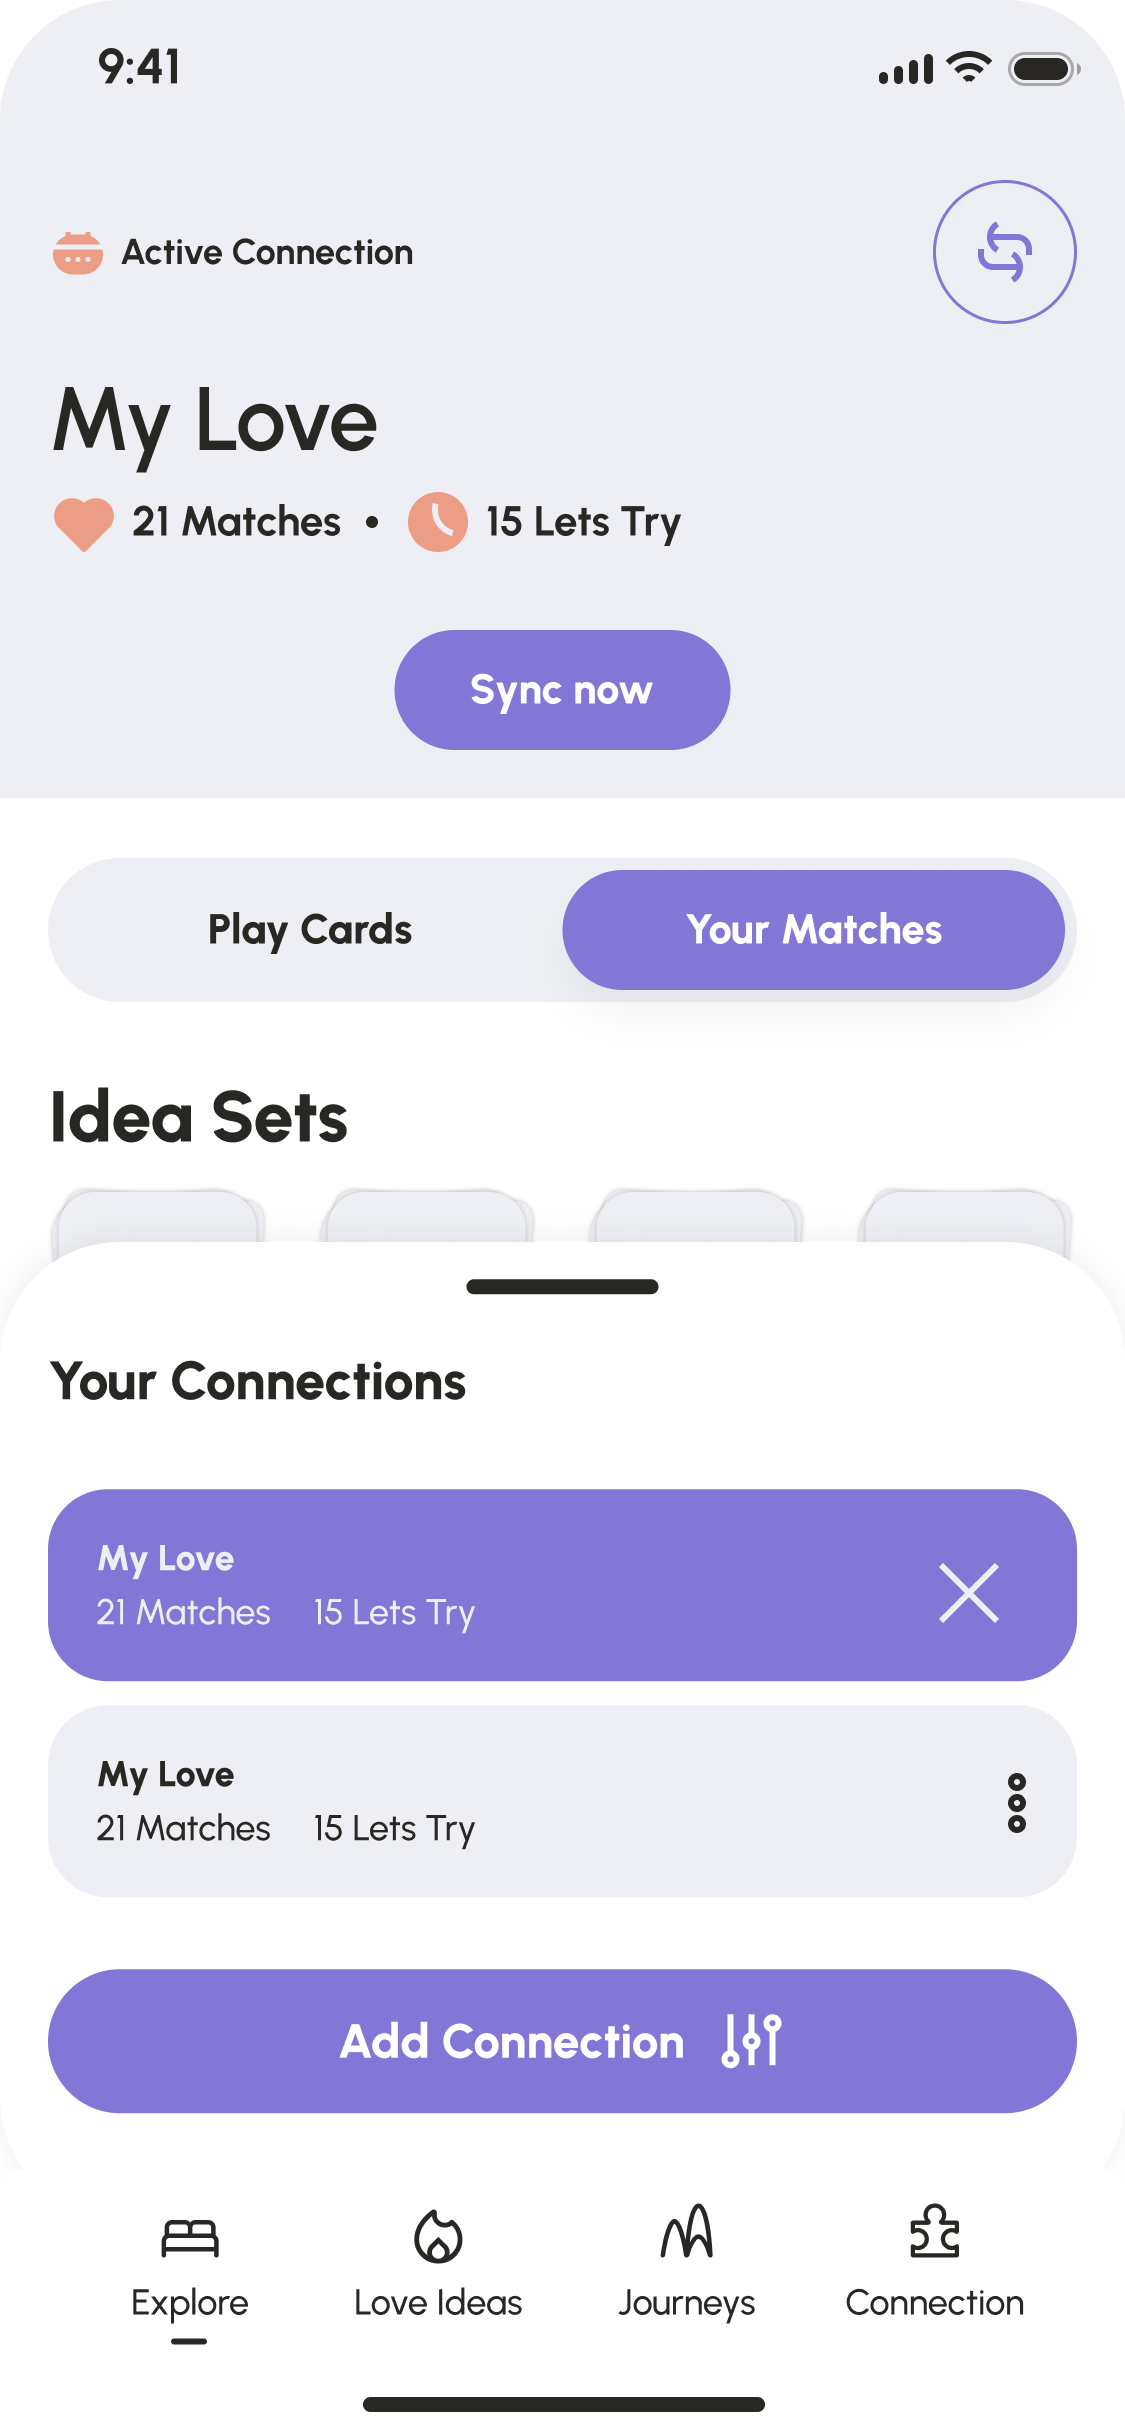 9:41
Active Connection
My Love
21 Matches • 15 Lets Try
Sync now
Play Cards Your Matches
Idea Sets
Your Connections
My Love
21 Matches 15 Lets Try
My Love
21 Matches 15 Lets Try
Add Connection
Explore Love Ideas Journeys Connection